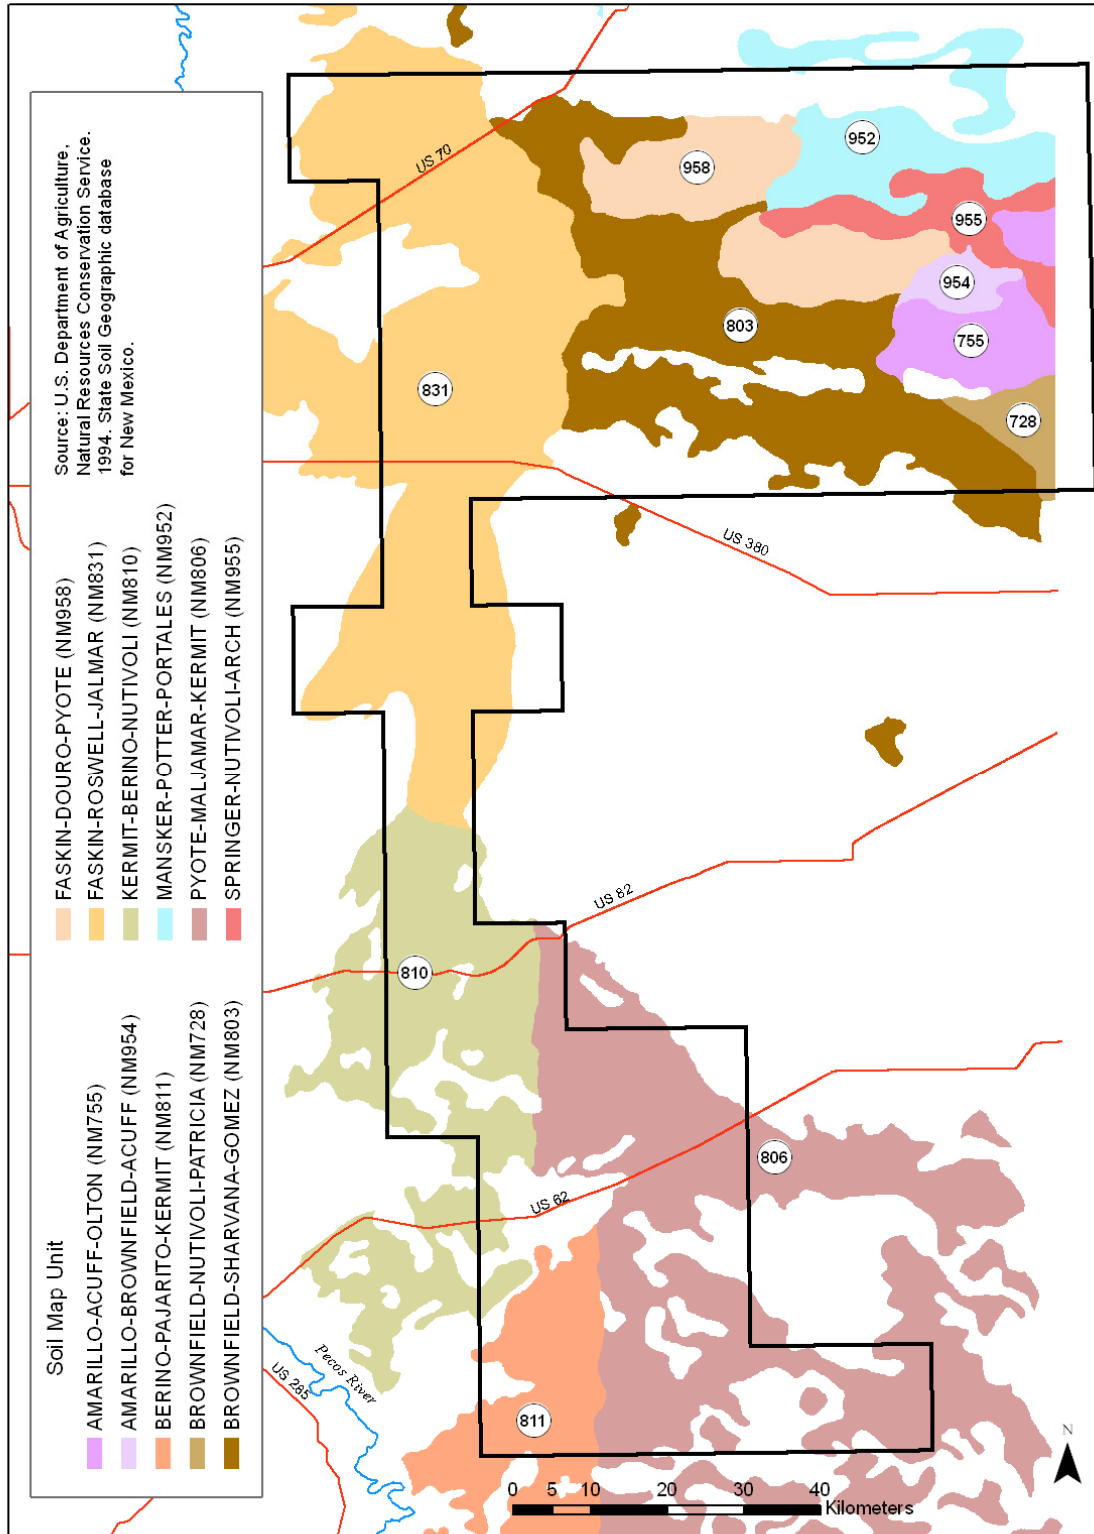 Soil Map Unit
AMARILLO-ACUFF-OLTON (NM755)
AMARILLO-BROWNFIELD-ACUFF (NM954)
BERINO-PAJARITO-KERMIT (NM811)
BROWNFIELD-NUTIVOLI-PATRICIA (NM728)
BROWNFIELD-SHARVANA-GOMEZ (NM803)
FASKIN-DOURO-PYOTE (NM958)
FASKIN-ROSWELL-JALMAR (NM831)
KERMIT-BERINO-NUTIVOLI (NM810)
MANSKER-POTTER-PORTALES (NM952)
PYOTE-MALJAMAR-KERMIT (NM806)
SPRINGER-NUTIVOLI-ARCH (NM955)
Source: U.S. Department of Agriculture,
Natural Resources Conservation Service.
1994. State Soil Geographic database
for New Mexico.
US 70
952
958
955
954
803
755
831
728
US 380
US 82
810
806
US 62
Pecos River
US 285
811
N
0 5 10 20 30 40
Kilometers